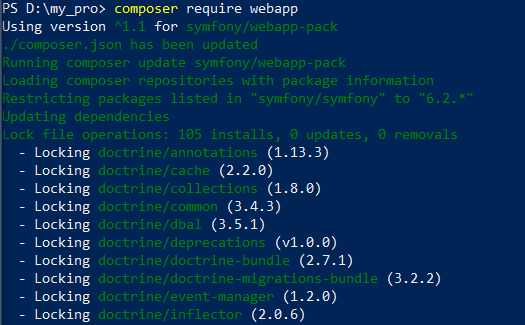 PS D:\my_pro> composer require webapp
Using version ^1.1 for symfony/webapp-pack
./composer.json has been updated
Running composer update symfony/webapp-pack
Loading composer repositories with package information
Restricting packages listed in "symfony/symfony" to "6.2.*"
Updating dependencies
Lock file operations: 105 installs, 0 updates, 0 removals
  - Locking doctrine/annotations (1.13.3)
  - Locking doctrine/cache (2.2.0)
  - Locking doctrine/collections (1.8.0)
  - Locking doctrine/common (3.4.3)
  - Locking doctrine/dbal (3.5.1)
  - Locking doctrine/deprecations (v1.0.0)
  - Locking doctrine/doctrine-bundle (2.7.1)
  - Locking doctrine/doctrine-migrations-bundle (3.2.2)
  - Locking doctrine/event-manager (1.2.0)
  - Locking doctrine/inflector (2.0.6)